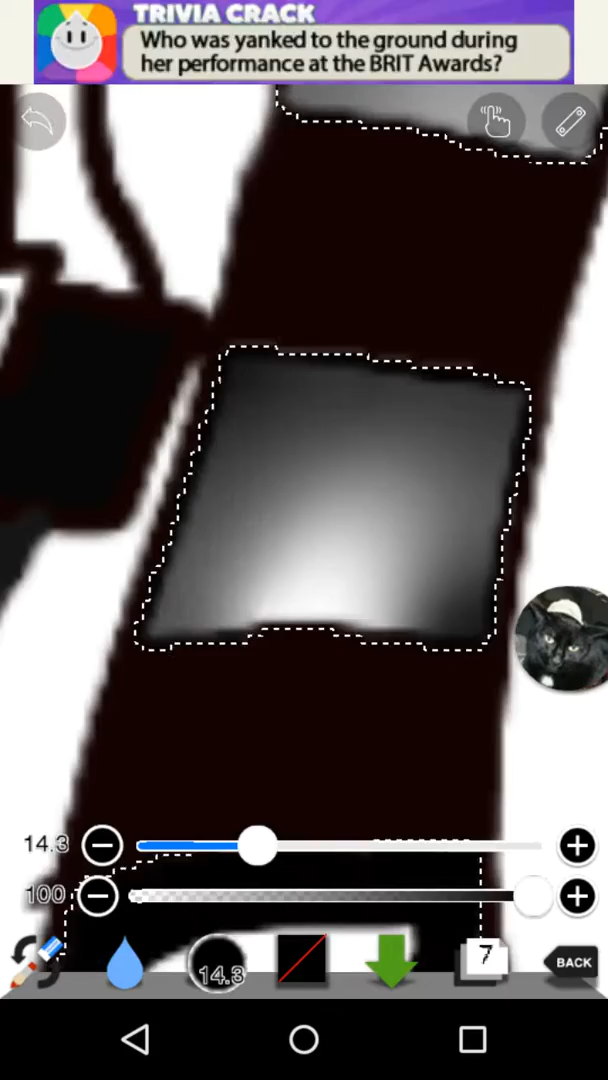 TRIVIA CRACK
Who was yanked to the ground during
her performance at the BRIT Awards?
14.3
100
14.3
7
BACK